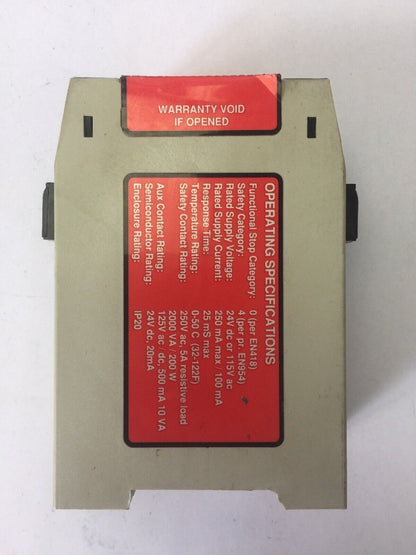 WARRANTY VOID
IF OPENED
OPERATING SPECIFICATIONS
Functional Stop Category: 0 (per EN418)
Safety Category: 4 (per pr. EN954)
Rated Supply Voltage: 24V dc or 115V ac
Rated Supply Current: 250 mA max / 100 mA
Response Time: 25 mS max
Temperature Rating: 0-50 C (32-122F)
Safety Contact Rating: 250V ac, 5A resistive load
2000 VA / 200 W
Aux Contact Rating: 125V ac / dc, 500 mA 10 VA
Semiconductor Rating: 24V dc, 20mA
Enclosure Rating: IP20